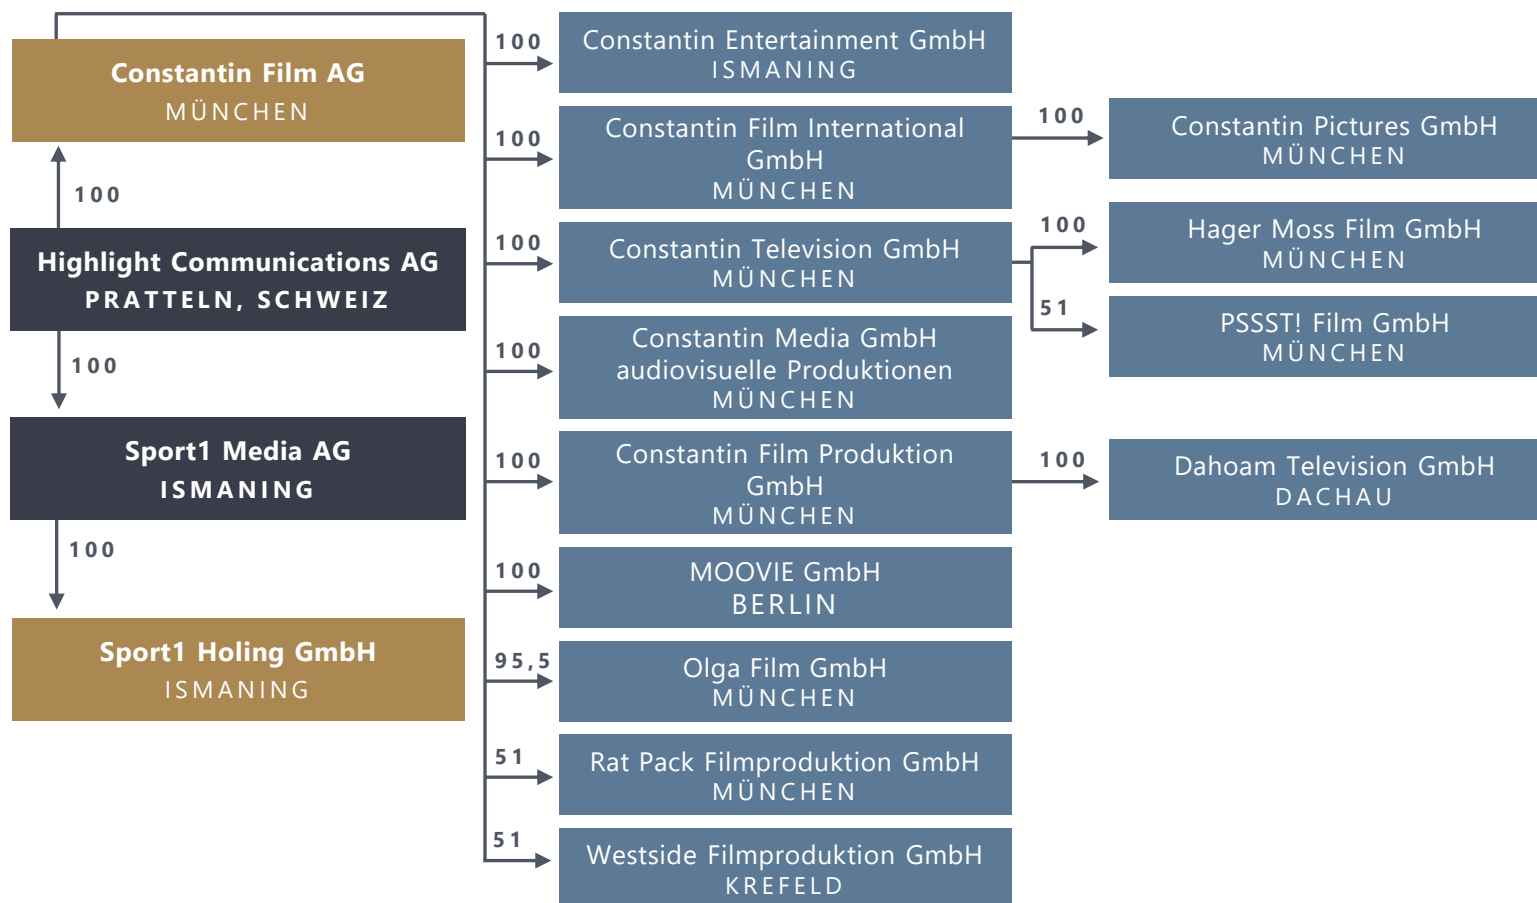 Constantin Film AG
MÜNCHEN
100
Highlight Communications AG
PRATTELN, SCHWEIZ
100
Sport1 Media AG
ISMANING
100
Sport1 Holing GmbH
ISMANING
100
Constantin Entertainment GmbH
ISMANING
100
Constantin Film International
GmbH
MÜNCHEN
100
Constantin Pictures GmbH
MÜNCHEN
100
Constantin Television GmbH
MÜNCHEN
100
Hager Moss Film GmbH
MÜNCHEN
51
PSSST! Film GmbH
MÜNCHEN
100
Constantin Media GmbH
audiovisuelle Produktionen
MÜNCHEN
100
Constantin Film Produktion
GmbH
MÜNCHEN
100
Dahoam Television GmbH
DACHAU
100
MOOVIE GmbH
BERLIN
95,5
Olga Film GmbH
MÜNCHEN
51
Rat Pack Filmproduktion GmbH
MÜNCHEN
51
Westside Filmproduktion GmbH
KREFELD